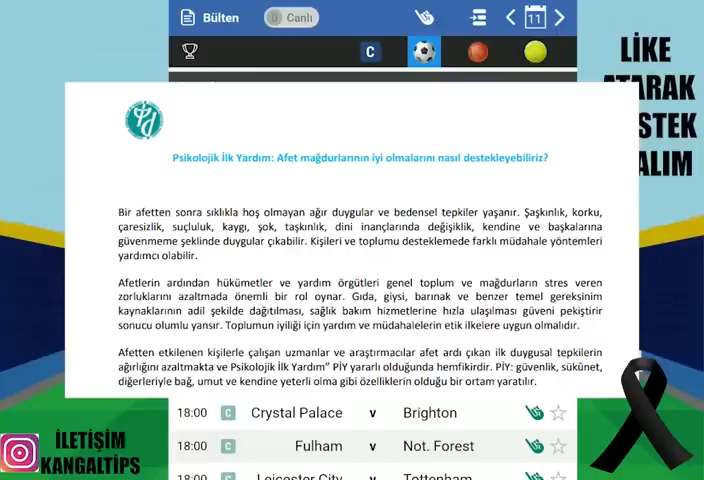 Bülten
Canlı
11
C
LİKE
ATARAK
DESTEK
ALIM
Psikolojik İlk Yardım: Afet mağdurlarının iyi olmalarını nasıl destekleyebiliriz?
Bir afetten sonra sıklıkla hoş olmayan ağır duygular ve bedensel tepkiler yaşanır. Şaşkınlık, korku,
çaresizlik, suçluluk, kaygı, şok, taşkınlık, dini inançlarında değişiklik, kendine ve başkalarına
güvenmeme şeklinde duygular çıkabilir. Kişileri ve toplumu desteklemede farklı müdahale yöntemleri
yardımcı olabilir.
Afetlerin ardından hükümetler ve yardım örgütleri genel toplum ve mağdurların stres veren
zorluklarını azaltmada önemli bir rol oynar. Gıda, giysi, barınak ve benzer temel gereksinim
kaynaklarının adil şekilde dağıtılması, sağlık bakım hizmetlerine hızla ulaşılması güveni pekiştirir
sonucu olumlu yansır. Toplumun iyiliği için yardım ve müdahalelerin etik ilkelere uygun olmalıdır.
Afetten etkilenen kişilerle çalışan uzmanlar ve araştırmacılar afet ardı çıkan ilk duygusal tepkilerin
ağırlığını azaltmakta ve Psikolojik İlk Yardım” PİY yararlı olduğunda hemfikirdir. PİY: güvenlik, sükûnet,
diğerleriyle bağ, umut ve kendine yeterli olma gibi özelliklerin olduğu bir ortam yaratılır.
18:00 C Crystal Palace v Brighton
18:00 C Fulham v Not. Forest
18:00 C Leicester City v Tottenham
İLETİŞİM
KANGALTİPS